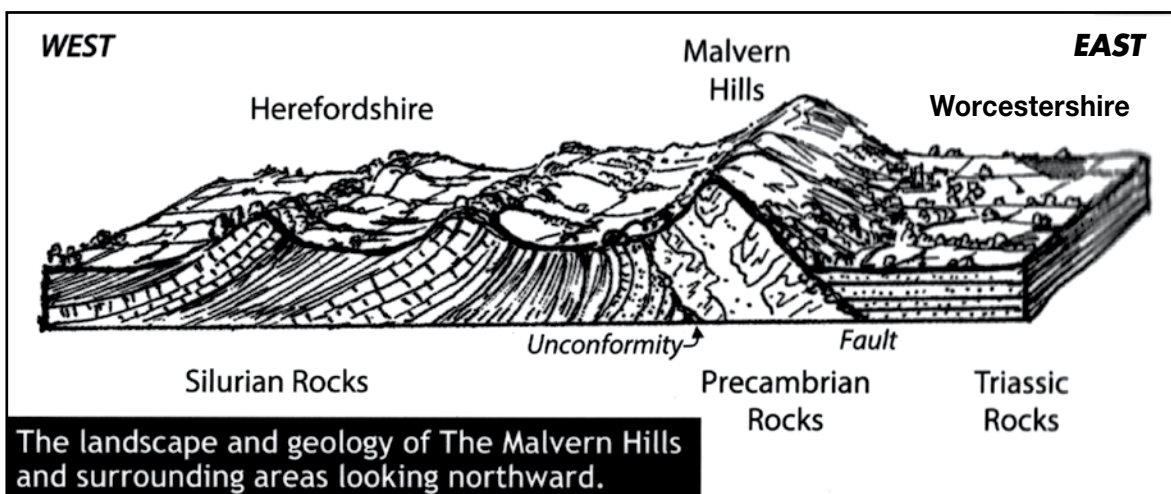 WEST
EAST
Malvern
Hills
Herefordshire
Worcestershire
Unconformity
Fault
Silurian Rocks
Precambrian
Rocks
Triassic
Rocks
The landscape and geology of The Malvern Hills
and surrounding areas looking northward.